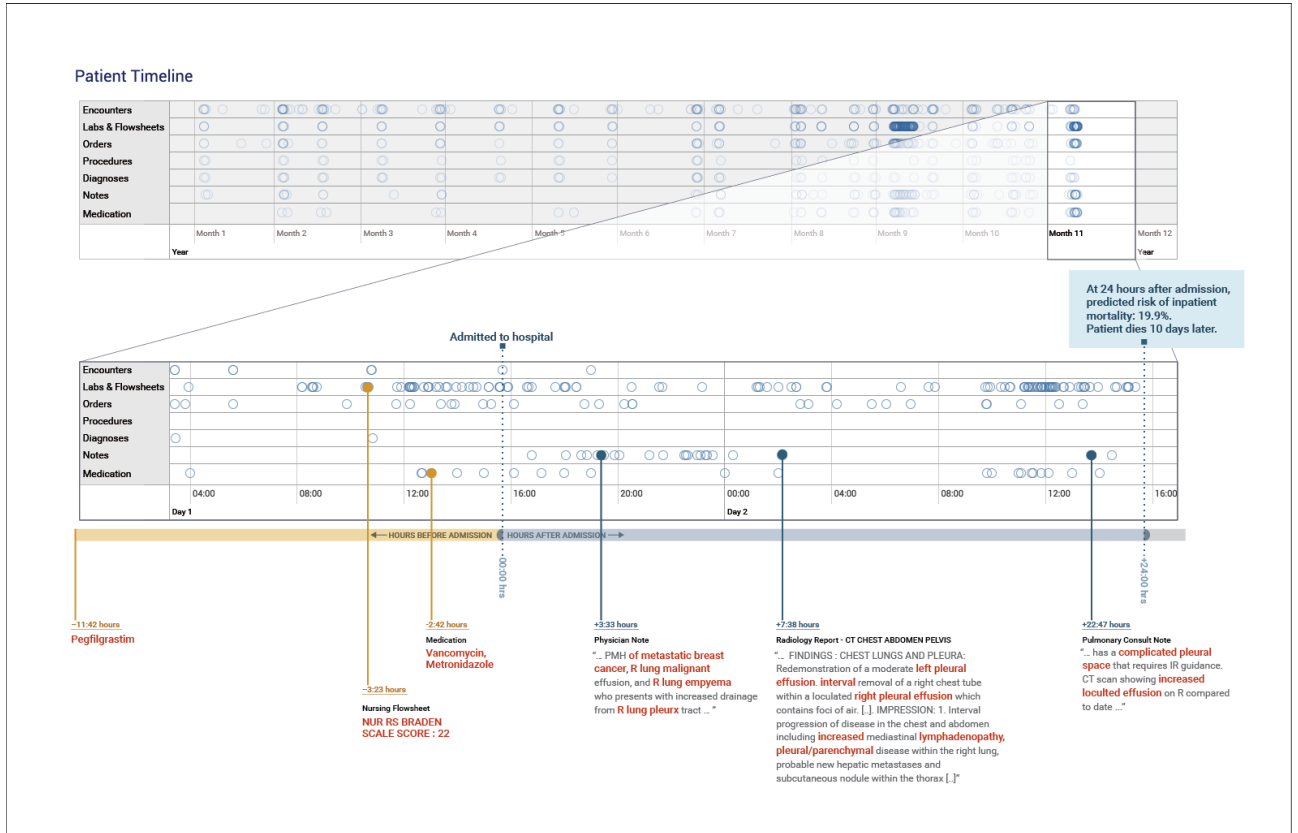 Patient Timeline
Encounters
Labs & Flowsheets
Orders
Procedures
Diagnoses
Notes
Medication
Month 1
Month 2
Month 3
Month 4
Month 5
Month 6
Month 7
Month 8
Month 9
Month 10
Month 11
Month 12
Year
Year
At 24 hours after admission,
predicted risk of inpatient
mortality: 19.9%.
Patient dies 10 days later.
Admitted to hospital
Encounters
Labs & Flowsheets
Orders
Procedures
Diagnoses
Notes
Medication
04:00
08:00
12:00
16:00
20:00
00:00
04:00
08:00
12:00
16:00
Day 1
Day 2
HOURS BEFORE ADMISSION
HOURS AFTER ADMISSION
00:00 hrs
+24:00 hrs
−11:42 hours
Pegfilgrastim
−3:23 hours
Nursing Flowsheet
NUR RS BRADEN
SCALE SCORE : 22
-2:42 hours
Medication
Vancomycin,
Metronidazole
+3:33 hours
Physician Note
“... PMH of metastatic breast
cancer, R lung malignant
effusion, and R lung empyema
who presents with increased drainage
from R lung pleurx tract ... ”
+7:38 hours
Radiology Report - CT CHEST ABDOMEN PELVIS
“... FINDINGS : CHEST LUNGS AND PLEURA:
Redemonstration of a moderate left pleural
effusion. interval removal of a right chest tube
within a loculated right pleural effusion which
contains foci of air. [..]. IMPRESSION: 1. Interval
progression of disease in the chest and abdomen
including increased mediastinal lymphadenopathy,
pleural/parenchymal disease within the right lung,
probable new hepatic metastases and
subcutaneous nodule within the thorax [..]”
+22:47 hours
Pulmonary Consult Note
“... has a complicated pleural
space that requires IR guidance.
CT scan showing increased
loculted effusion on R compared
to date ...”